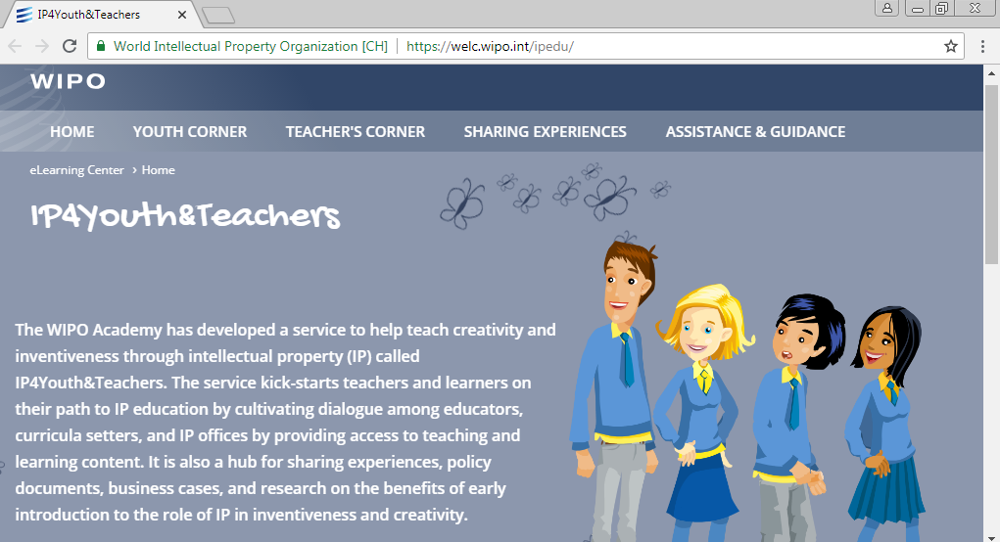 IP4Youth&Teachers
World Intellectual Property Organization [CH] https://welc.wipo.int/ipedu/
WIPO
HOME YOUTH CORNER TEACHER'S CORNER SHARING EXPERIENCES ASSISTANCE & GUIDANCE
eLearning Center › Home
IP4Youth&Teachers
The WIPO Academy has developed a service to help teach creativity and
inventiveness through intellectual property (IP) called
IP4Youth&Teachers. The service kick-starts teachers and learners on
their path to IP education by cultivating dialogue among educators,
curricula setters, and IP offices by providing access to teaching and
learning content. It is also a hub for sharing experiences, policy
documents, business cases, and research on the benefits of early
introduction to the role of IP in inventiveness and creativity.